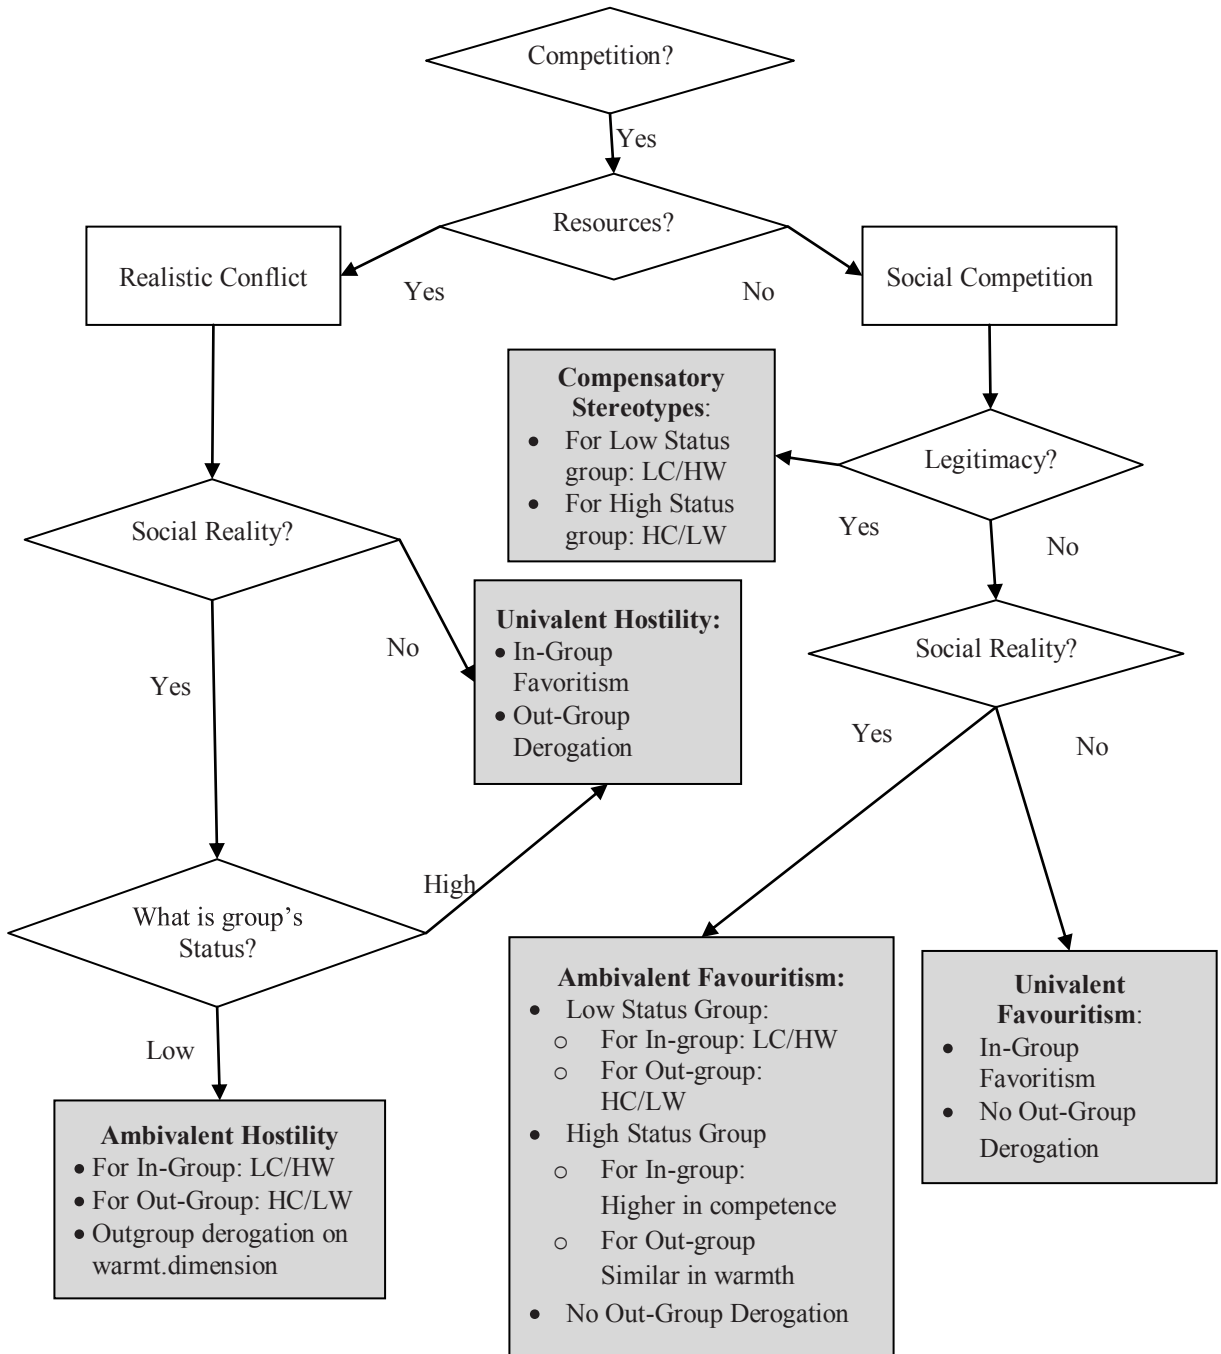 Competition?
Yes
Resources?
Realistic Conflict
Yes
No
Social Competition
Compensatory
Stereotypes:
• For Low Status
group: LC/HW
• For High Status
group: HC/LW
Legitimacy?
Yes
No
Social Reality?
No
Yes
Univalent Hostility:
• In-Group
Favoritism
• Out-Group
Derogation
Social Reality?
Yes
No
What is group's
Status?
High
Low
Ambivalent Hostility
• For In-Group: LC/HW
• For Out-Group: HC/LW
• Outgroup derogation on
warmt.dimension
Ambivalent Favouritism:
• Low Status Group:
o For In-group: LC/HW
o For Out-group:
HC/LW
• High Status Group
o For In-group:
Higher in competence
o For Out-group
Similar in warmth
• No Out-Group Derogation
Univalent
Favouritism:
• In-Group
Favoritism
• No Out-Group
Derogation